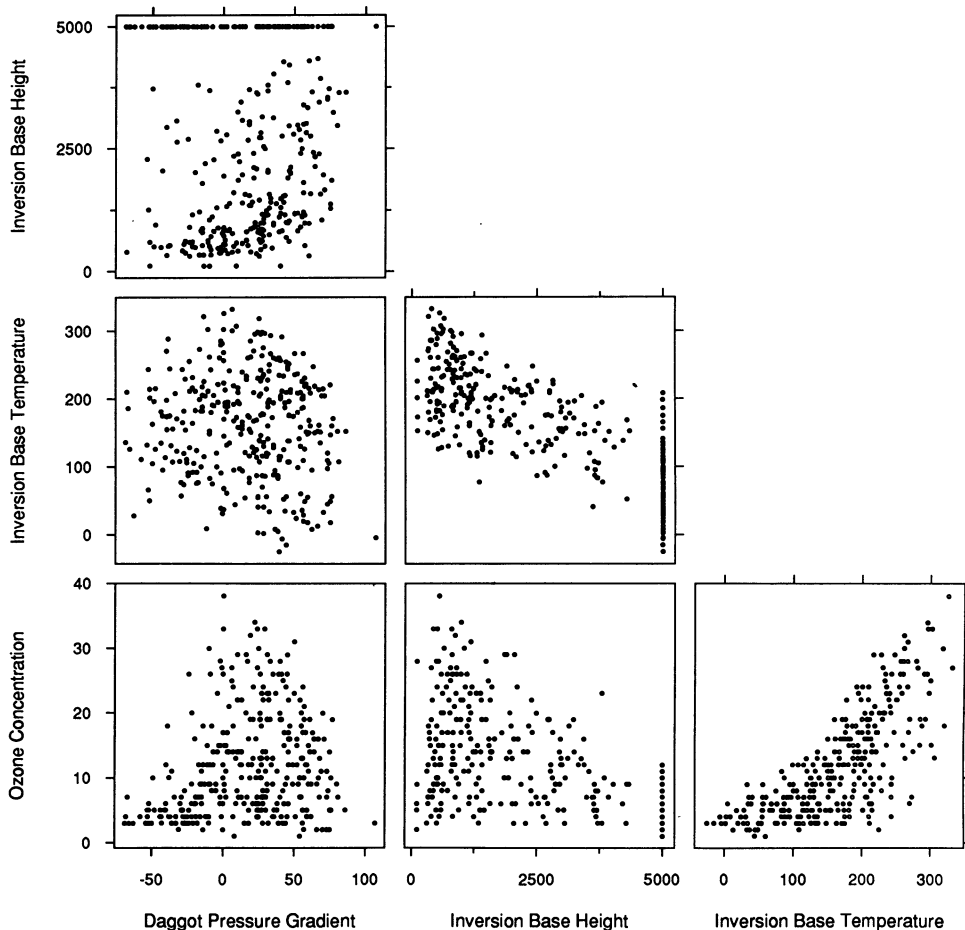 Inversion Base Height
5000
2500
0
Inversion Base Temperature
300
200
100
0
Ozone Concentration
40
30
20
10
0
-50 0 50 100
0 2500 5000
0 100 200 300
Daggot Pressure Gradient
Inversion Base Height
Inversion Base Temperature